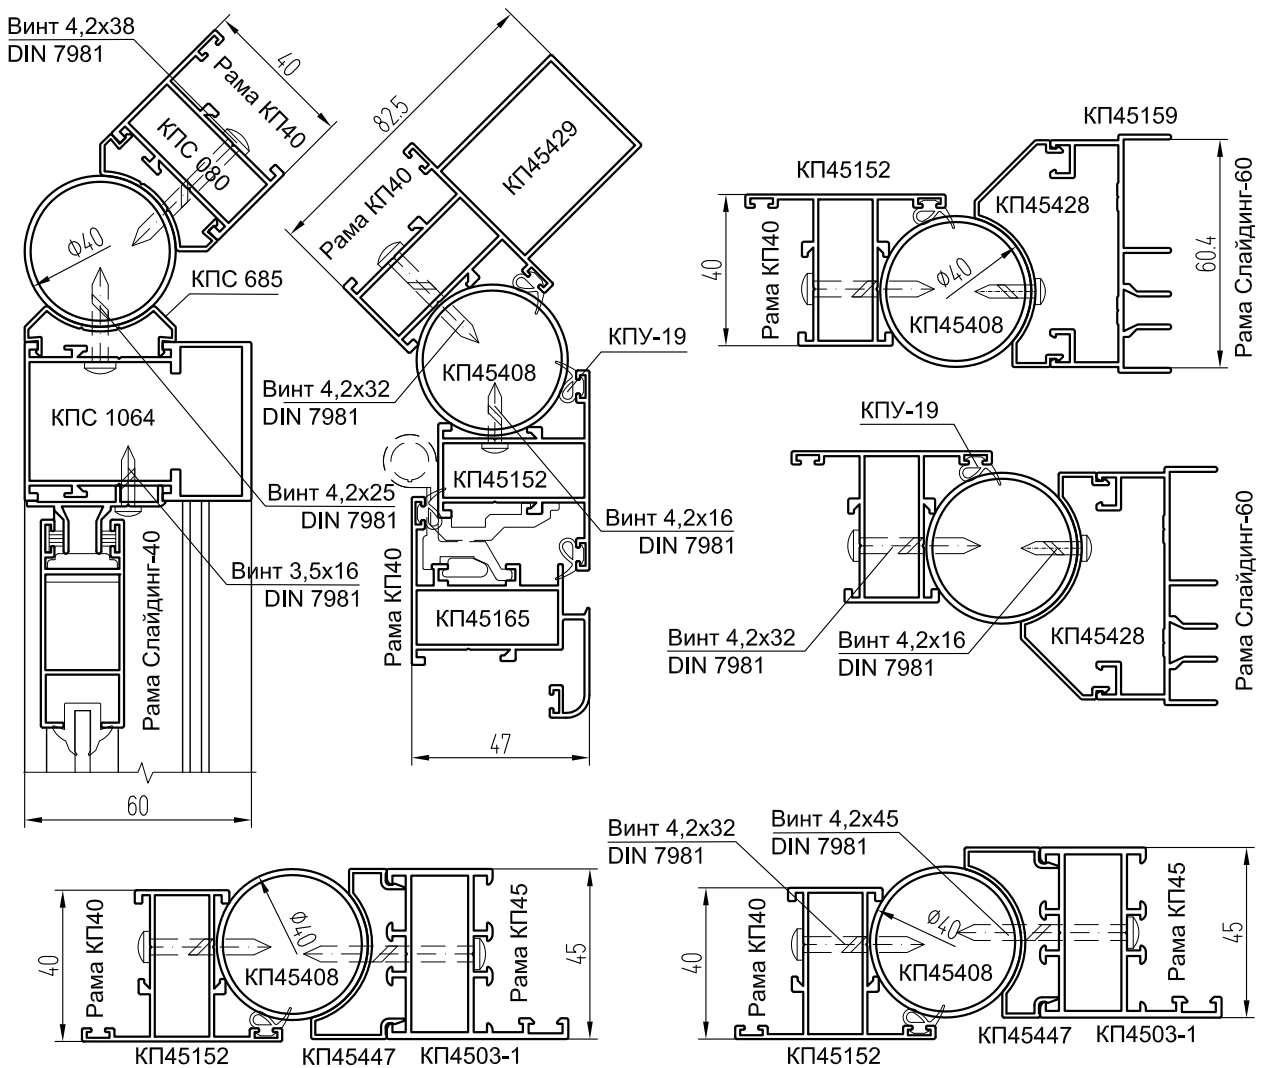 Винт 4,2х38
DIN 7981
40
Рама КП40
КПС 080
Ф40
КПС 685
КПС 1064
Винт 4,2х25
DIN 7981
Винт 3,5х16
DIN 7981
Рама Слайдинг-40
60
82.5
КП45429
Рама КП40
КПУ-19
КП45408
Винт 4,2х32
DIN 7981
КП45152
Винт 4,2х16
DIN 7981
Рама КП40
КП45165
47
КП45159
КП45152
КП45428
40
Рама КП40
Ф40
КП45408
60.4
Рама Слайдинг-60
КПУ-19
Винт 4,2х32
DIN 7981
Винт 4,2х16
DIN 7981
КП45428
Рама Слайдинг-60
40
Рама КП40
Ф40
КП45408
Рама КП45
45
КП45152
КП45447
КП4503-1
Винт 4,2х32
DIN 7981
Винт 4,2х45
DIN 7981
40
Рама КП40
Ф40
КП45408
Рама КП45
45
КП45152
КП45447
КП4503-1